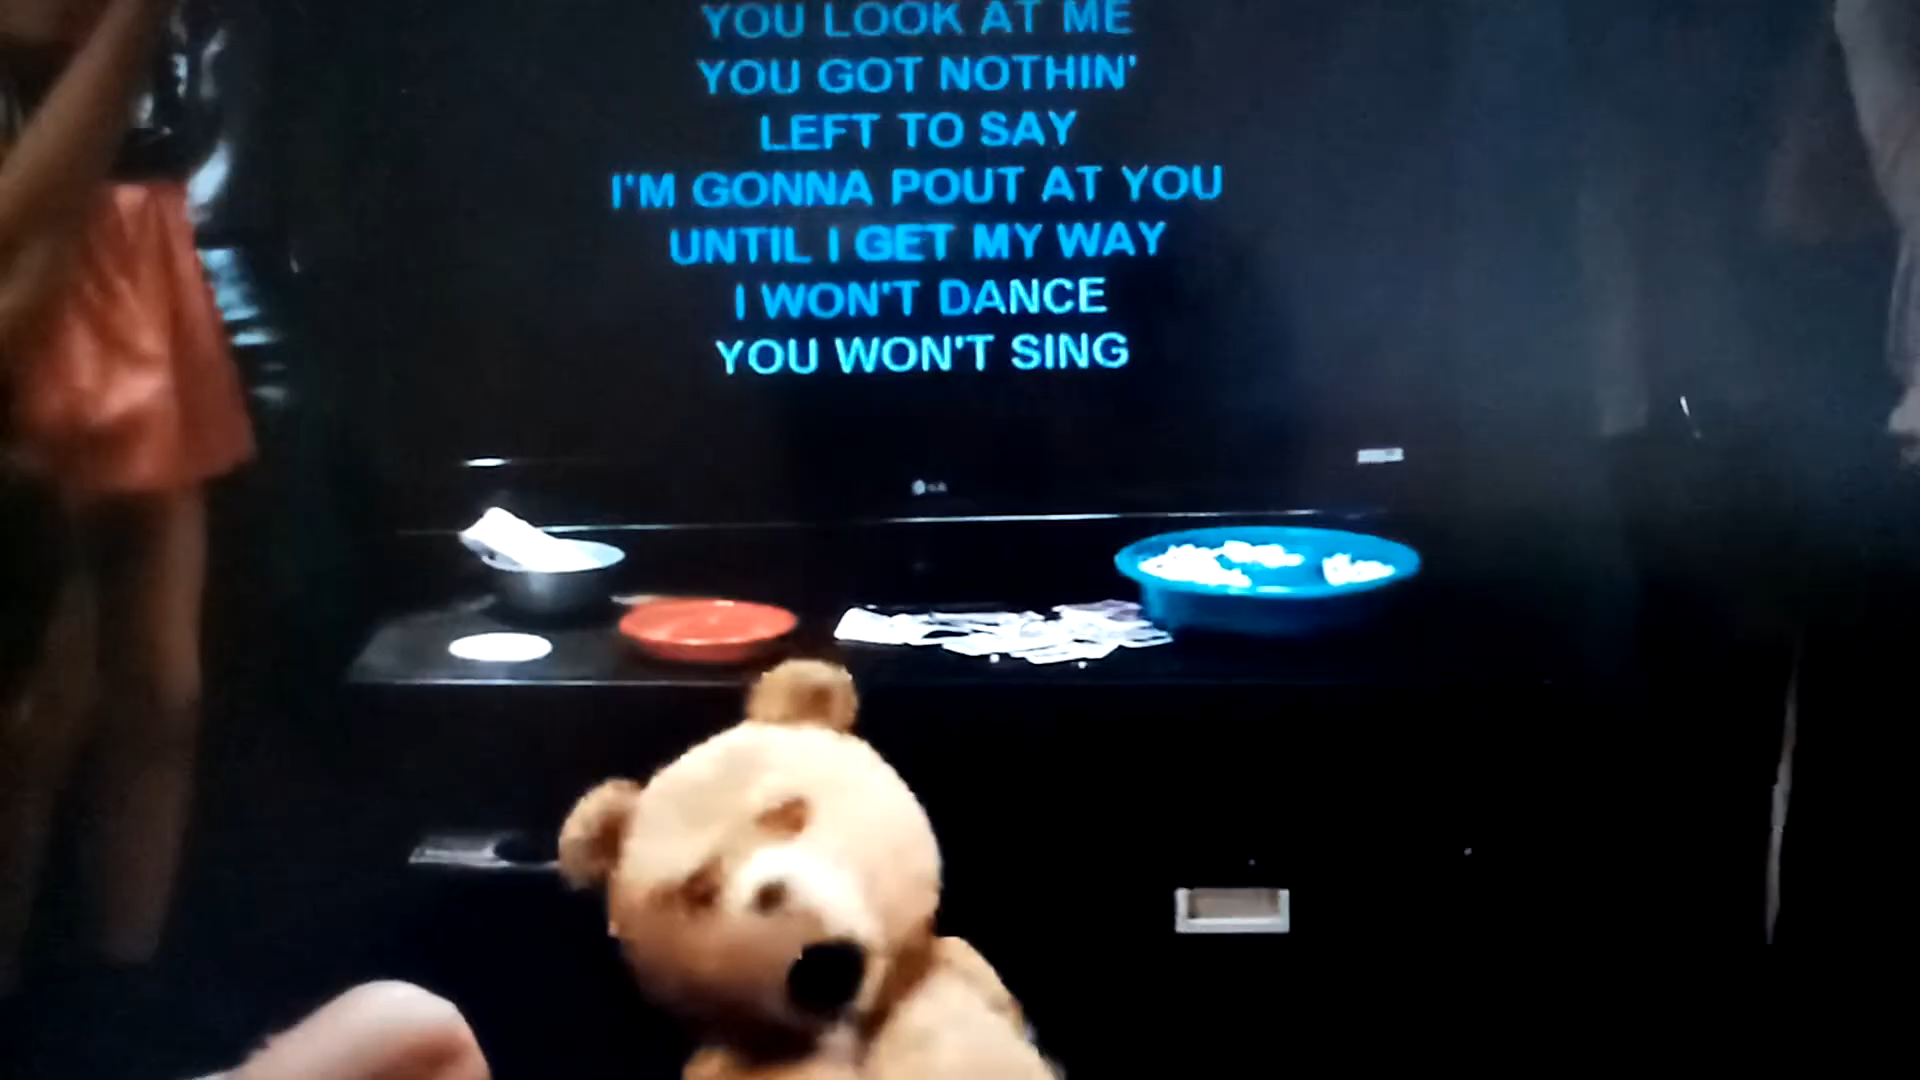 YOU LOOK AT ME
YOU GOT NOTHIN'
LEFT TO SAY
I'M GONNA POUT AT YOU
UNTIL I GET MY WAY
I WON'T DANCE
YOU WON'T SING